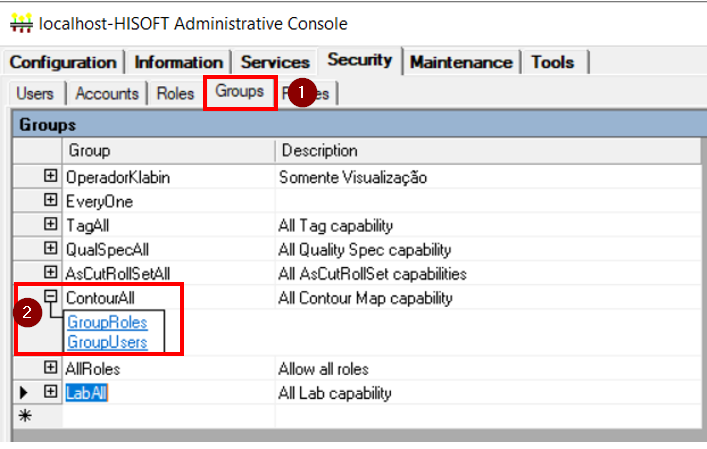 localhost-HISOFT Administrative Console
Configuration Information Services Security Maintenance Tools
Users Accounts Roles Groups 1
Groups
Group Description
OperadorKlabin Somente Visualização
EveryOne
TagAll All Tag capability
QualSpecAll All Quality Spec capability
AsCutRollSetAll All AsCutRollSet capabilities
2 ContourAll All Contour Map capability
GroupRoles
GroupUsers
AllRoles Allow all roles
LabAll All Lab capability